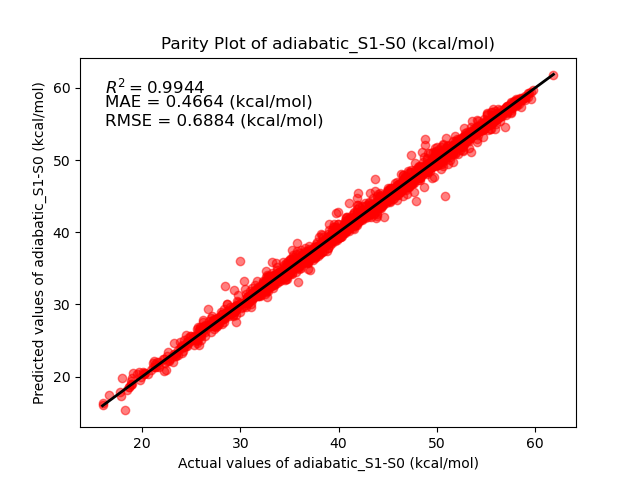 Parity Plot of adiabatic_S1-S0 (kcal/mol)
R² = 0.9944
MAE = 0.4664 (kcal/mol)
RMSE = 0.6884 (kcal/mol)
Predicted values of adiabatic_S1-S0 (kcal/mol)
60
50
40
30
20
20 30 40 50 60
Actual values of adiabatic_S1-S0 (kcal/mol)